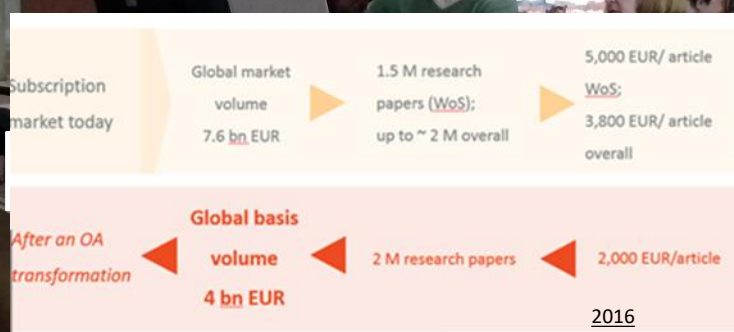 Subscription
market today
Global market
volume
7.6 bn EUR
1.5 M research
papers (WoS);
up to ~ 2 M overall
5,000 EUR/ article
WoS;
3,800 EUR/ article
overall
After an OA
transformation
Global basis
volume
4 bn EUR
2 M research papers
2,000 EUR/article
2016